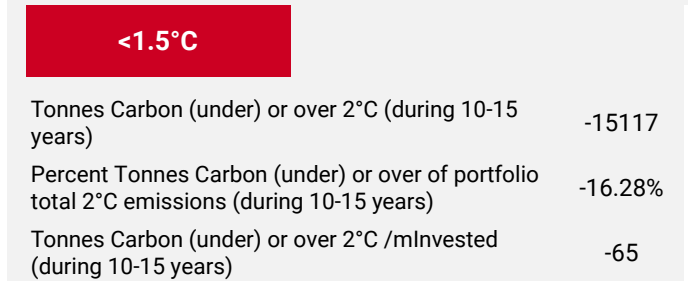 <1.5°C
Tonnes Carbon (under) or over 2°C (during 10-15
years)
-15117
Percent Tonnes Carbon (under) or over of portfolio
total 2°C emissions (during 10-15 years)
-16.28%
Tonnes Carbon (under) or over 2°C /mInvested
(during 10-15 years)
-65